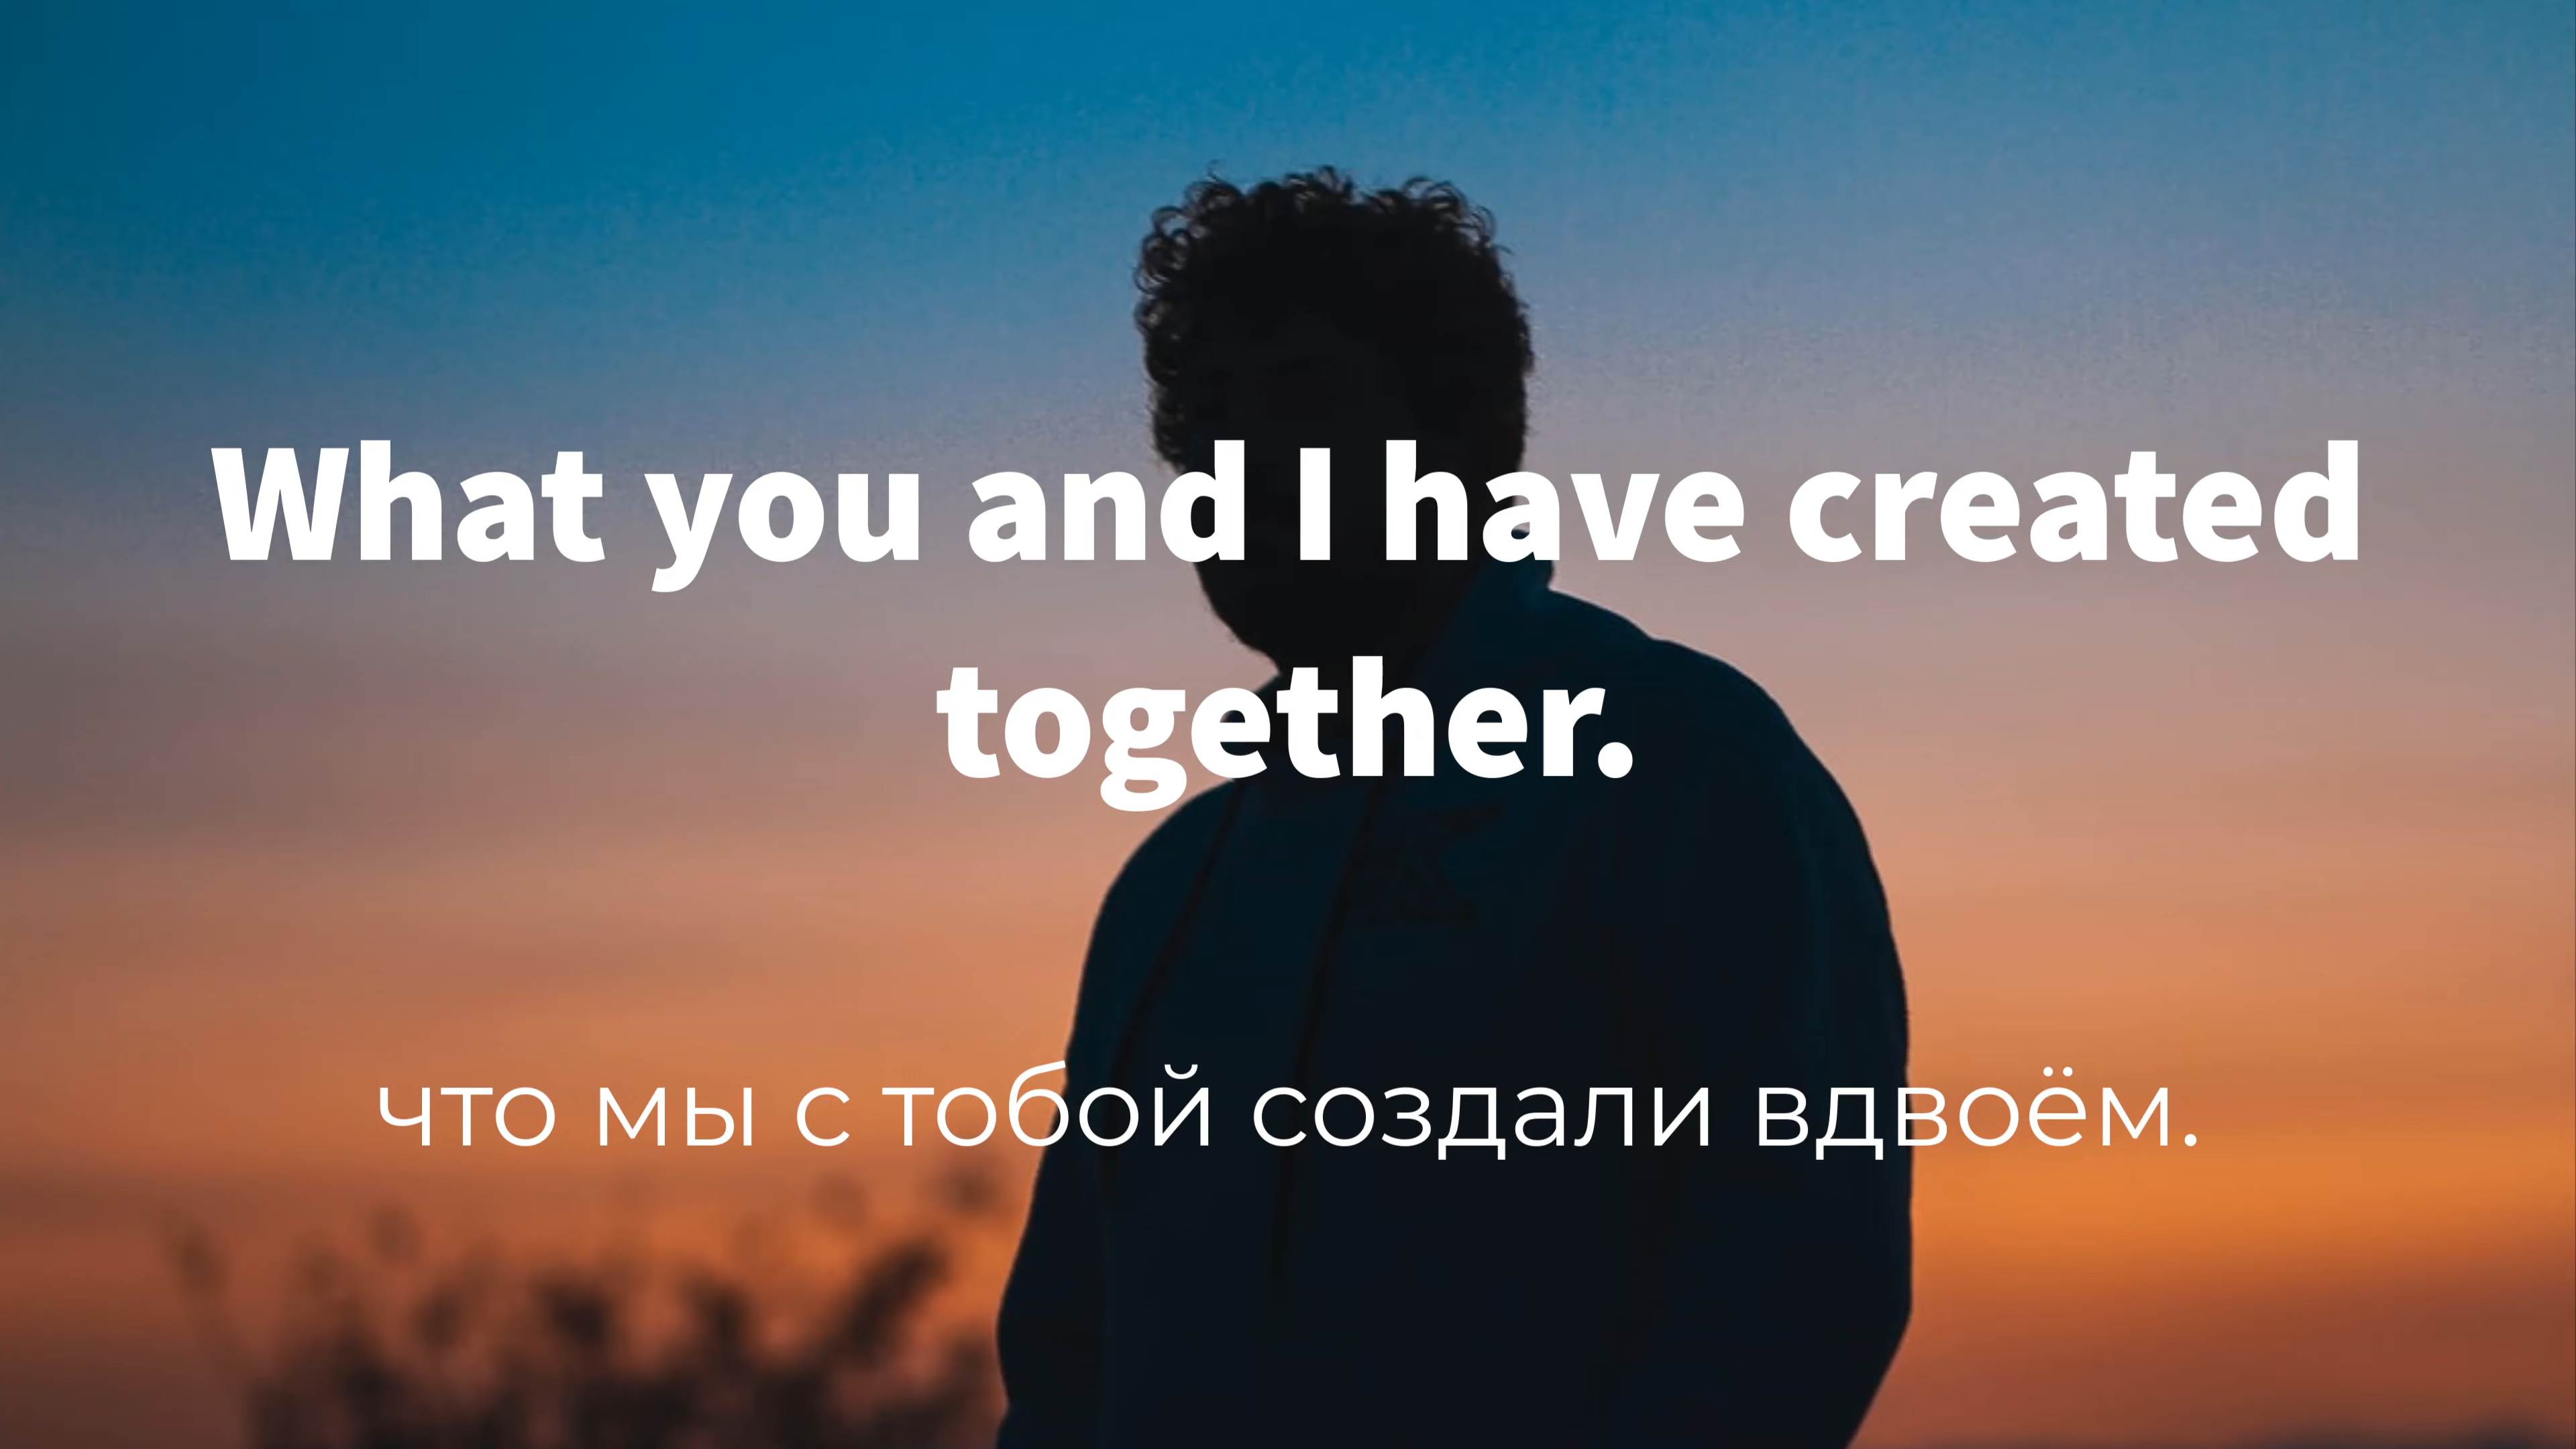 What you and I have created
together.
что мы с тобой создали вдвоём.